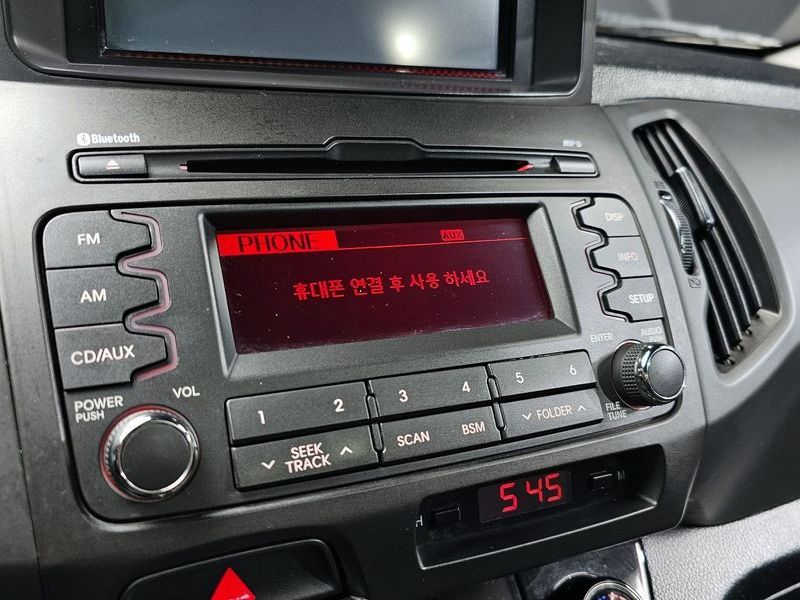 Bluetooth
MP3
FM
AM
CD/AUX
PHONE AUX
휴대폰 연결 후 사용 하세요
DISP
INFO
SETUP
ENTER AUDIO
POWER
PUSH
VOL
1 2 3 4 5 6
SEEK
TRACK
SCAN BSM
FOLDER
FILE
TUNE
H 5:45 M